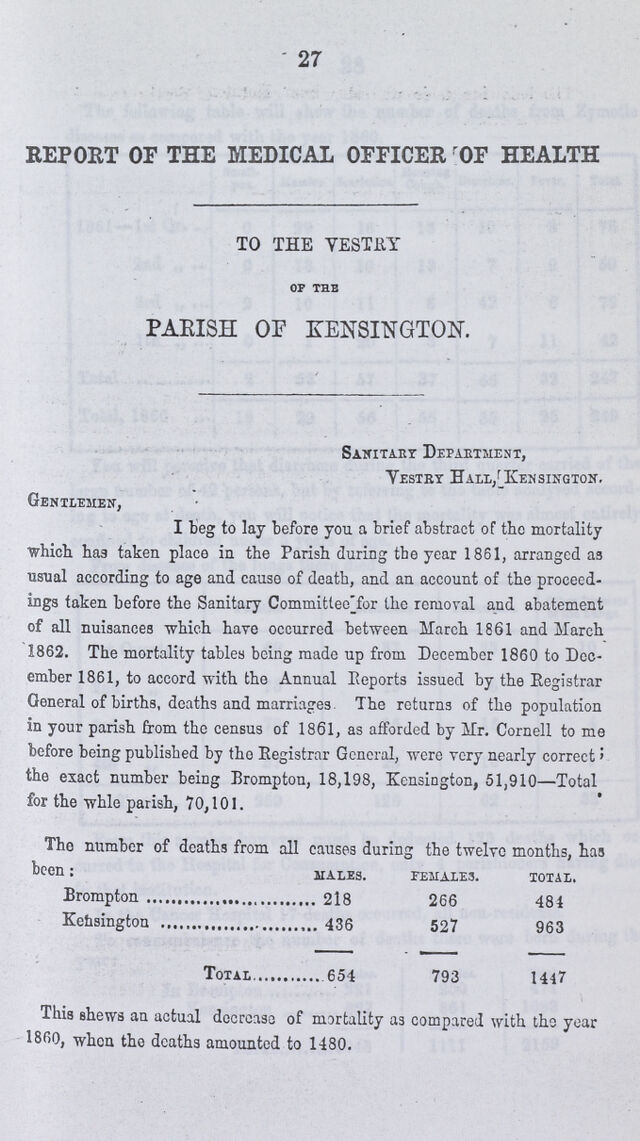 27
REPORT OF THE MEDICAL OFFICER OF HEALTH
TO THE VESTRY
OF THE
PARISH OF KENSINGTON.
SANITARY DEPARTMENT,
VESTRY HALL, KENSINGTON.
GENTLEMEN,
I beg to lay before you a brief abstract of the mortality
which has taken place in the Parish during the year 1861, arranged as
usual according to age and cause of death, and an account of the proceed-
ings taken before the Sanitary Committee for the removal and abatement
of all nuisances which have occurred between March 1861 and March
1862. The mortality tables being made up from December 1860 to Dec-
ember 1861, to accord with the Annual Reports issued by the Registrar
General of births, deaths and marriages. The returns of the population
in your parish from the census of 1861, as afforded by Mr. Cornell to me
before being published by the Registrar General, were very nearly correct;
the exact number being Brompton, 18,198, Kensington, 51,910—Total
for the whle parish, 70,101.
The number of deaths from all causes during the twelve months, has
been: MALES. FEMALES. TOTAL.
Brompton .......................... 218 266 484
Kensington ........................ 436 527 963
TOTAL........... 654 793 1447
This shews an actual decrease of mortality as compared with the year
1860, when the deaths amounted to 1480.